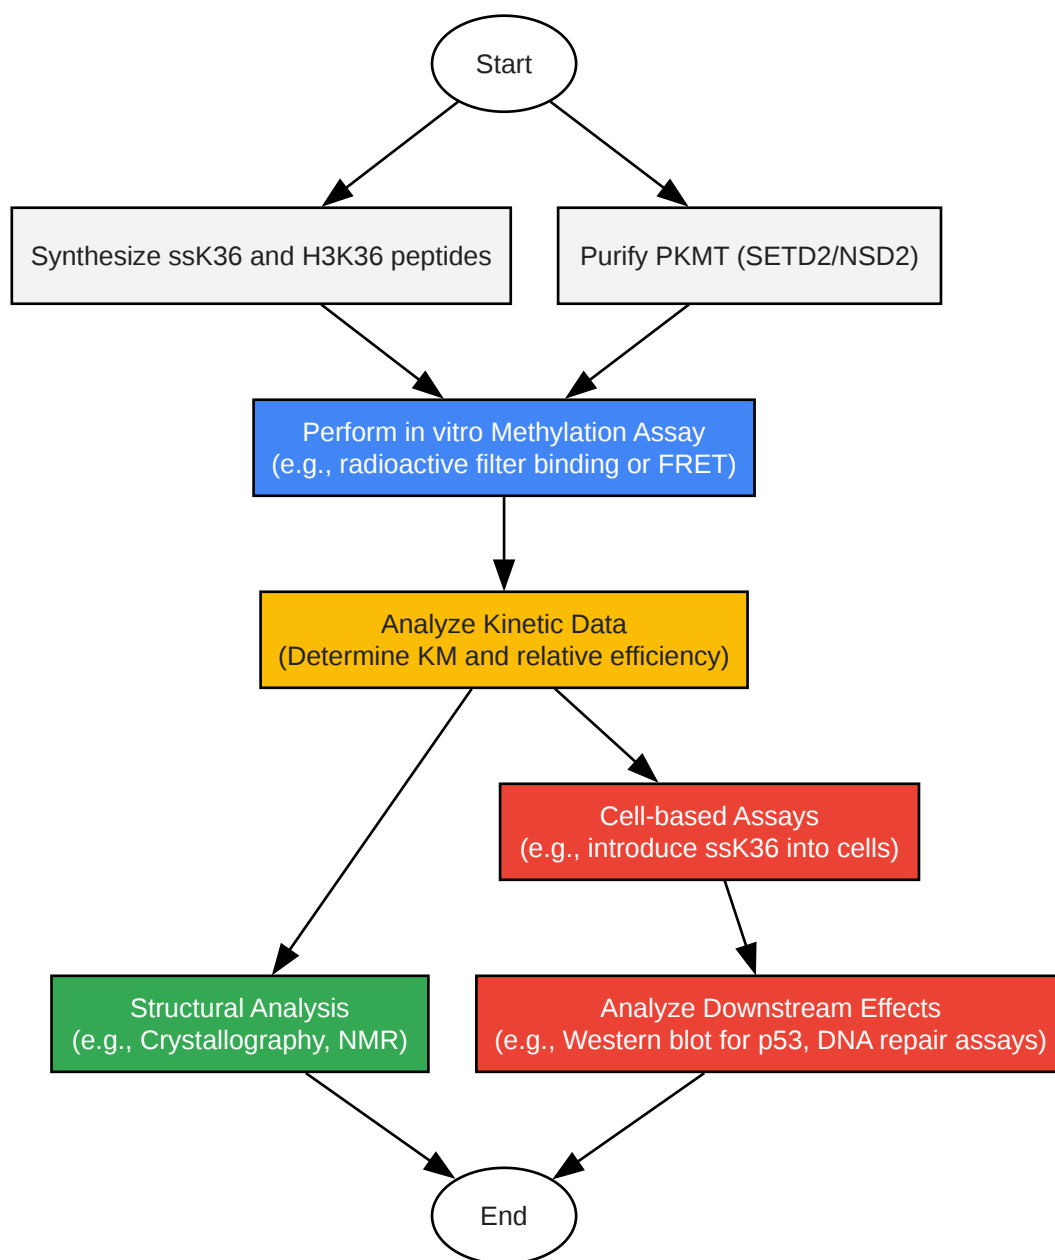 Start
Synthesize ssK36 and H3K36 peptides
Purify PKMT (SETD2/NSD2)
Perform in vitro Methylation Assay
(e.g., radioactive filter binding or FRET)
Analyze Kinetic Data
(Determine KM and relative efficiency)
Cell-based Assays
(e.g., introduce ssK36 into cells)
Structural Analysis
(e.g., Crystallography, NMR)
Analyze Downstream Effects
(e.g., Western blot for p53, DNA repair assays)
End